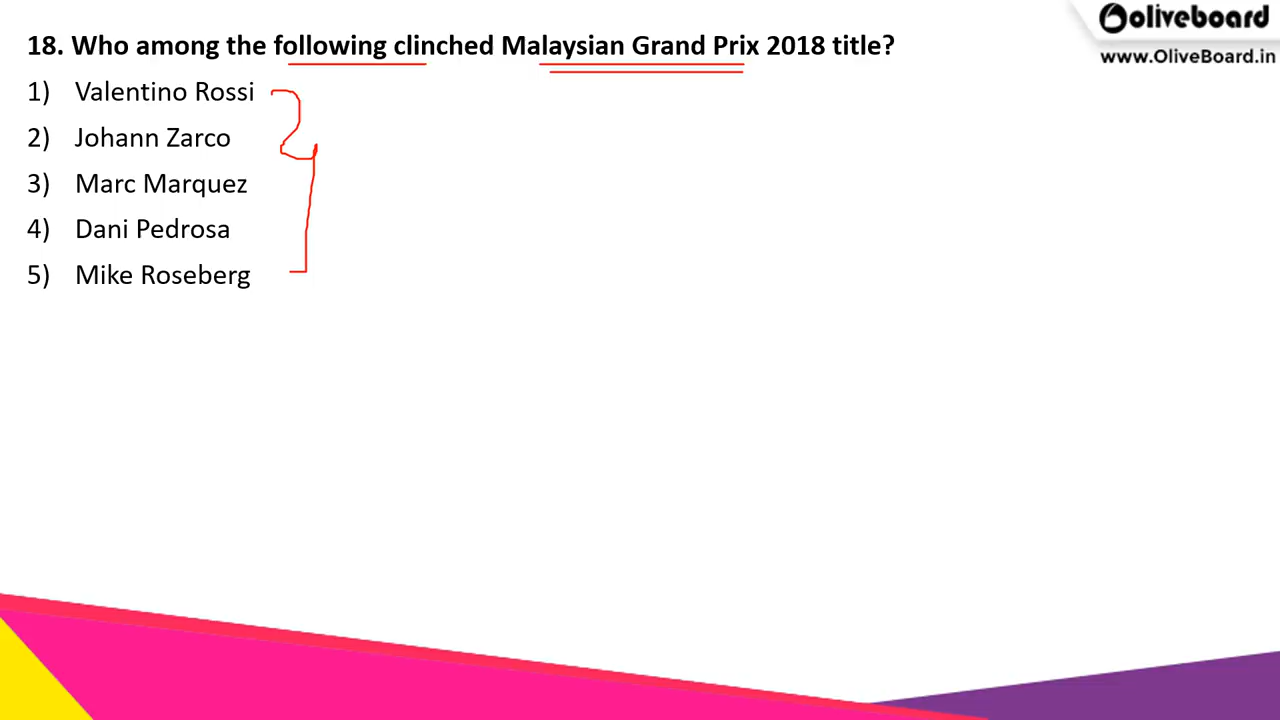 oliveboard
18. Who among the following clinched Malaysian Grand Prix 2018 title?
www.OliveBoard.in
1) Valentino Rossi
2) Johann Zarco
3) Marc Marquez
4) Dani Pedrosa
5) Mike Roseberg